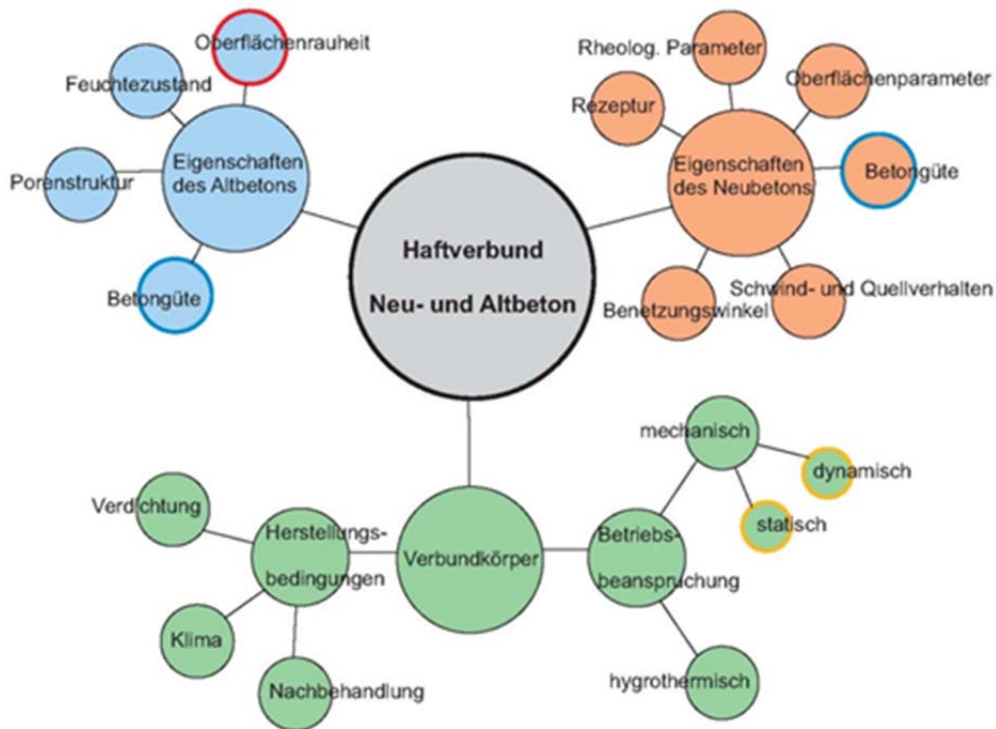 Oberflächenrauheit
Feuchtezustand
Porenstruktur
Eigenschaften
des Altbetons
Betongüte
Haftverbund
Neu- und Altbeton
Rheolog. Parameter
Oberflächenparameter
Rezeptur
Eigenschaften
des Neubetons
Betongüte
Schwind- und Quellverhalten
Benetzungswinkel
Verbundkörper
Herstellungs-
bedingungen
Verdichtung
Klima
Nachbehandlung
Betriebs-
beanspruchung
mechanisch
dynamisch
statisch
hygrothermisch